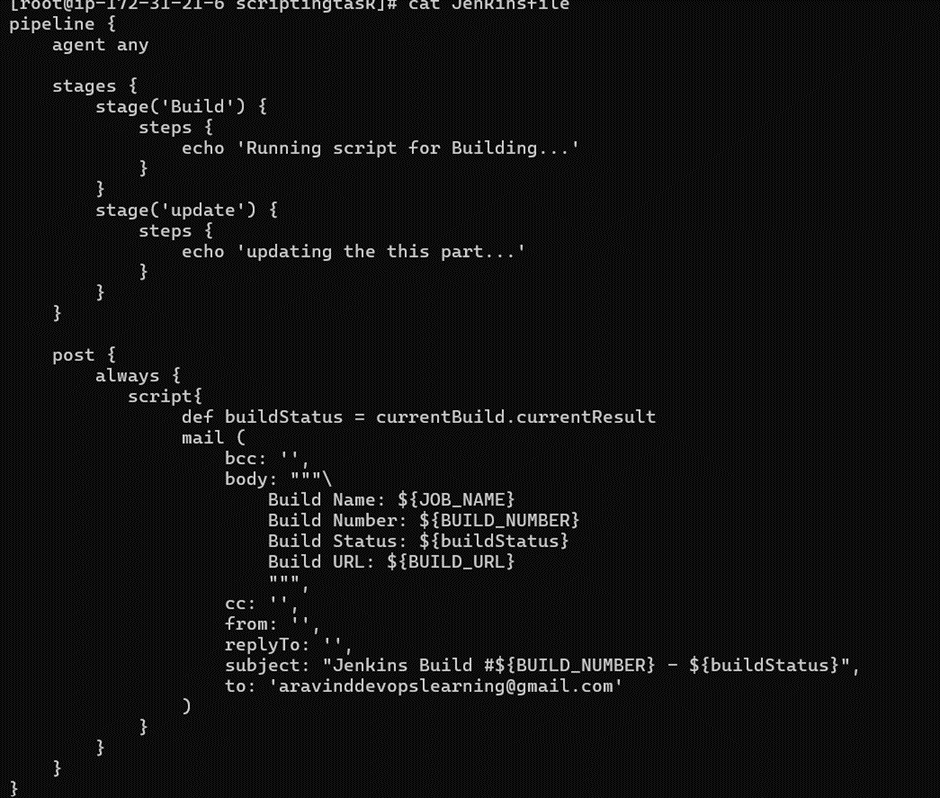 [root@ip-172-31-21-6 scriptingtask]# cat Jenkinsfile
pipeline {
    agent any

    stages {
        stage('Build') {
            steps {
                echo 'Running script for Building...'
            }
        }
        stage('update') {
            steps {
                echo 'updating the this part...'
            }
        }
    }

    post {
        always {
           script{
                def buildStatus = currentBuild.currentResult
                mail (
                    bcc: '',
                    body: """\
                        Build Name: ${JOB_NAME}
                        Build Number: ${BUILD_NUMBER}
                        Build Status: ${buildStatus}
                        Build URL: ${BUILD_URL}
                        """,
                    cc: '',
                    from: '',
                    replyTo: '',
                    subject: "Jenkins Build #${BUILD_NUMBER} - ${buildStatus}",
                    to: 'aravinddevopslearning@gmail.com'
                )
            }
        }
    }
}